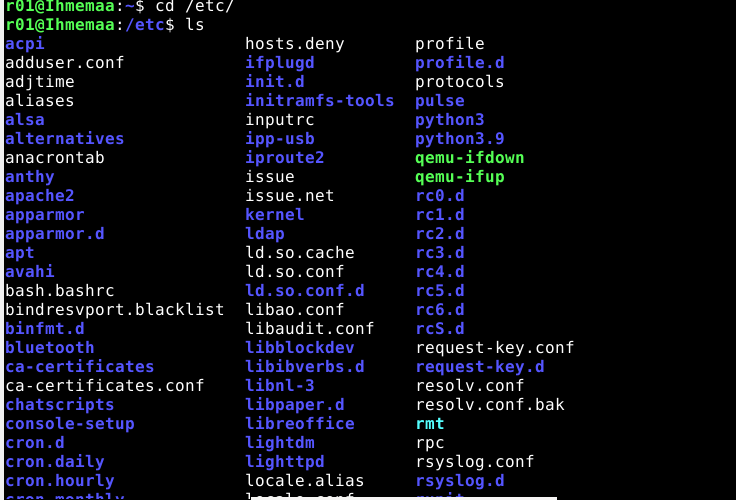 r01@Ihmemaa:~$ cd /etc/
r01@Ihmemaa:/etc$ ls
acpi hosts.deny profile
adduser.conf ifplugd profile.d
adjtime init.d protocols
aliases initramfs-tools pulse
alsa inputrc python3
alternatives ipp-usb python3.9
anacrontab iproute2 qemu-ifdown
anthy issue qemu-ifup
apache2 issue.net rc0.d
apparmor kernel rc1.d
apparmor.d ldap rc2.d
apt ld.so.cache rc3.d
avahi ld.so.conf rc4.d
bash.bashrc ld.so.conf.d rc5.d
bindresvport.blacklist libao.conf rc6.d
binfmt.d libaudit.conf rcS.d
bluetooth libblockdev request-key.conf
ca-certificates libibverbs.d request-key.d
ca-certificates.conf libnl-3 resolv.conf
chatscripts libpaper.d resolv.conf.bak
console-setup libreoffice rmt
cron.d lightdm rpc
cron.daily lighttpd rsyslog.conf
cron.hourly locale.alias rsyslog.d
cron.monthly locale.conf